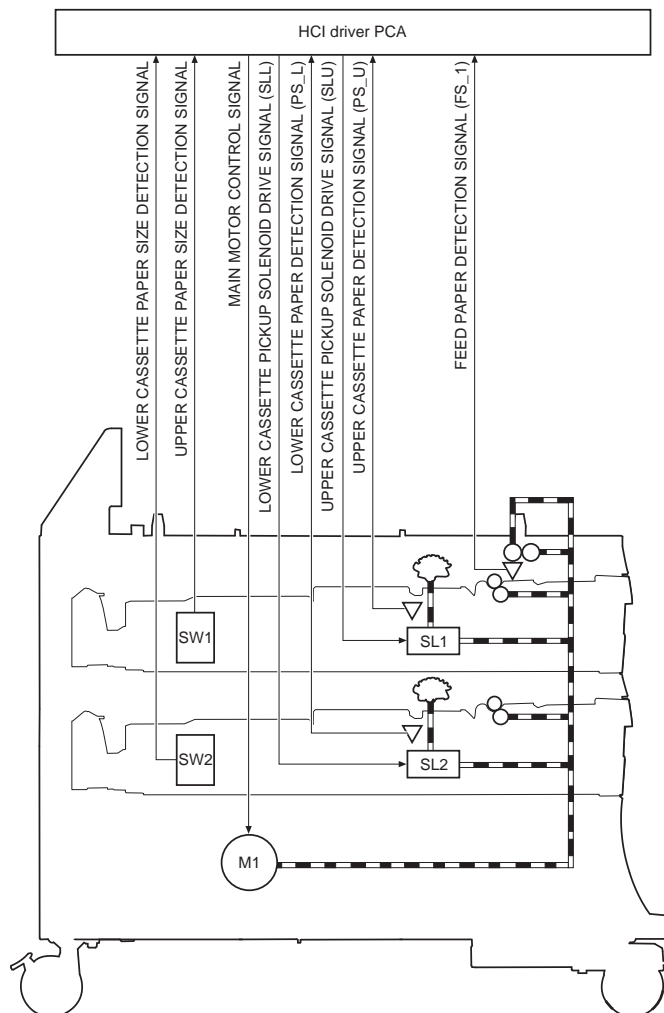 HCI driver PCA
LOWER CASSETTE PAPER SIZE DETECTION SIGNAL
UPPER CASSETTE PAPER SIZE DETECTION SIGNAL
MAIN MOTOR CONTROL SIGNAL
LOWER CASSETTE PICKUP SOLENOID DRIVE SIGNAL (SLL)
LOWER CASSETTE PAPER DETECTION SIGNAL (PS_L)
UPPER CASSETTE PICKUP SOLENOID DRIVE SIGNAL (SLU)
UPPER CASSETTE PAPER DETECTION SIGNAL (PS_U)
FEED PAPER DETECTION SIGNAL (FS_1)
SW1
SL1
SW2
SL2
M1